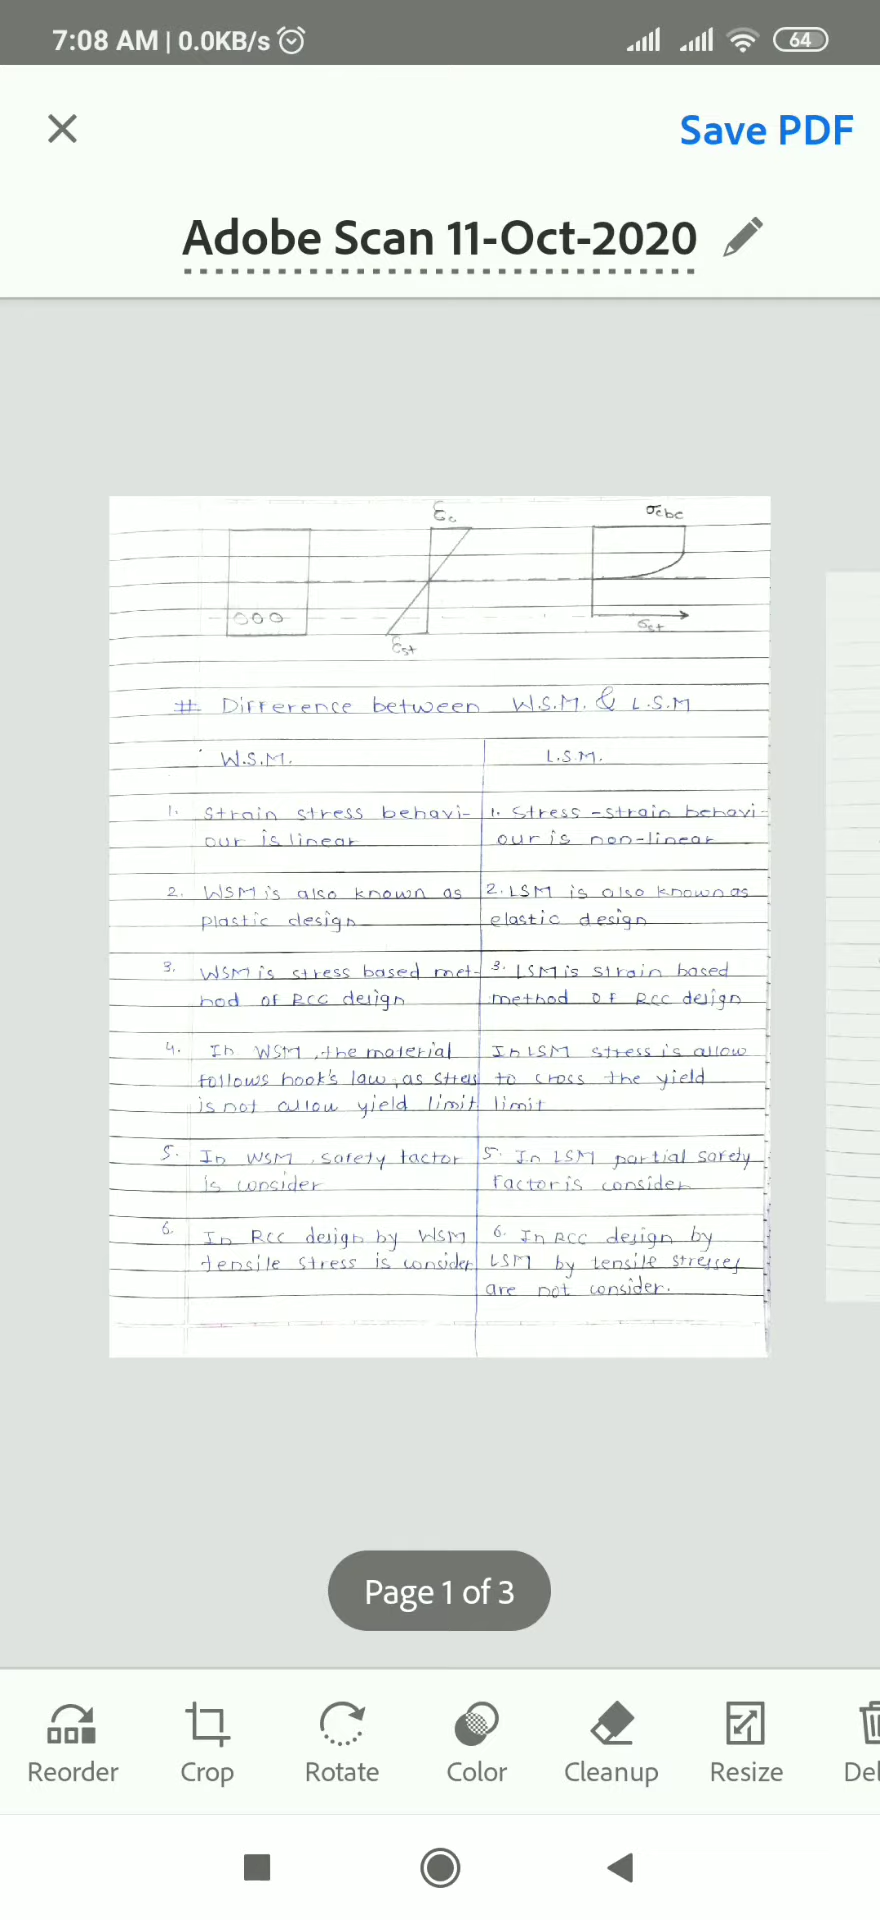 7:08 AM | 0.0KB/s
64
Save PDF
Adobe Scan 11-Oct-2020
Ɛc
σcbc
Ɛst
σst
# Difference between W.S.M. & L.S.M
W.S.M.
L.S.M.
1. Strain stress behavi-
our is linear
1. Stress - strain behavi-
our is non-linear
2. WSM is also known as
plastic design
2. LSM is also known as
elastic design
3. WSM is stress based met-
hod of RCC design
3. LSM is strain based
method of RCC design
4. In WSM, the material
follows hook's law, as stress
is not allow yield limit
In LSM stress is allow
to cross the yield
limit
5. In WSM, safety factor
is consider
5. In LSM partial safety
factor is consider
6. In RCC design by WSM
tensile stress is consider
6. In RCC design by
LSM by tensile stresses
are not consider.
Page 1 of 3
Reorder
Crop
Rotate
Color
Cleanup
Resize
Del